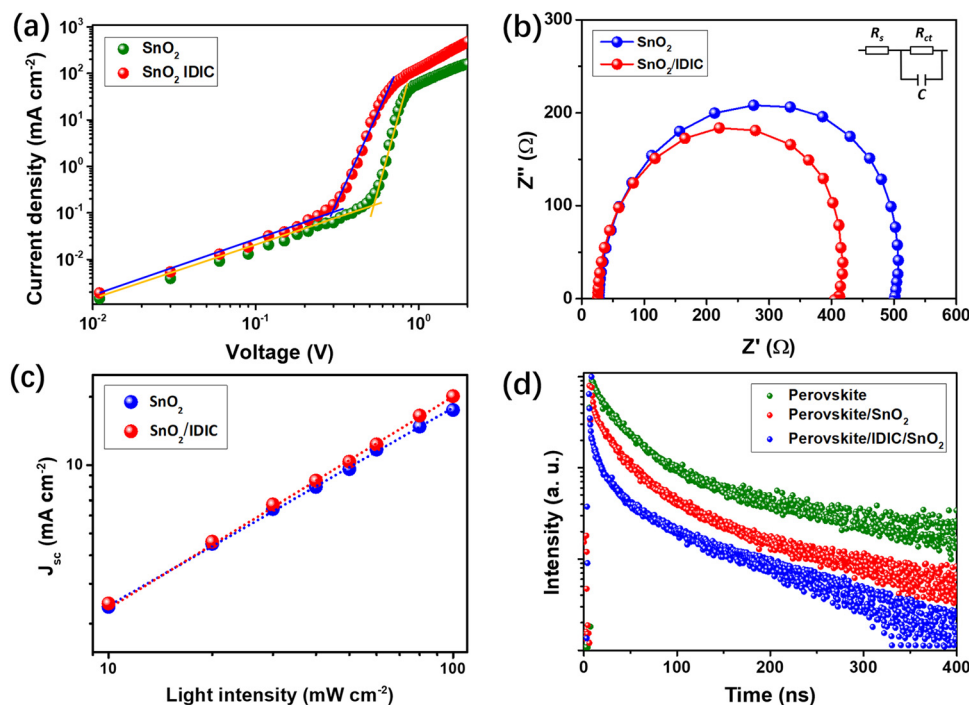 (a)
SnO₂
SnO₂ IDIC
10⁴
10³
10²
10¹
10⁰
10⁻¹
10⁻²
10⁻²
10⁻¹
10⁰
Current density (mA cm⁻²)
Voltage (V)
(b)
SnO₂
SnO₂/IDIC
Rs
Rct
C
300
200
100
0
0
100
200
300
400
500
600
Z'' (Ω)
Z' (Ω)
(c)
SnO₂
SnO₂/IDIC
10
10
100
Jsc (mA cm⁻²)
Light intensity (mW cm⁻²)
(d)
Perovskite
Perovskite/SnO₂
Perovskite/IDIC/SnO₂
0
100
200
300
400
Intensity (a. u.)
Time (ns)